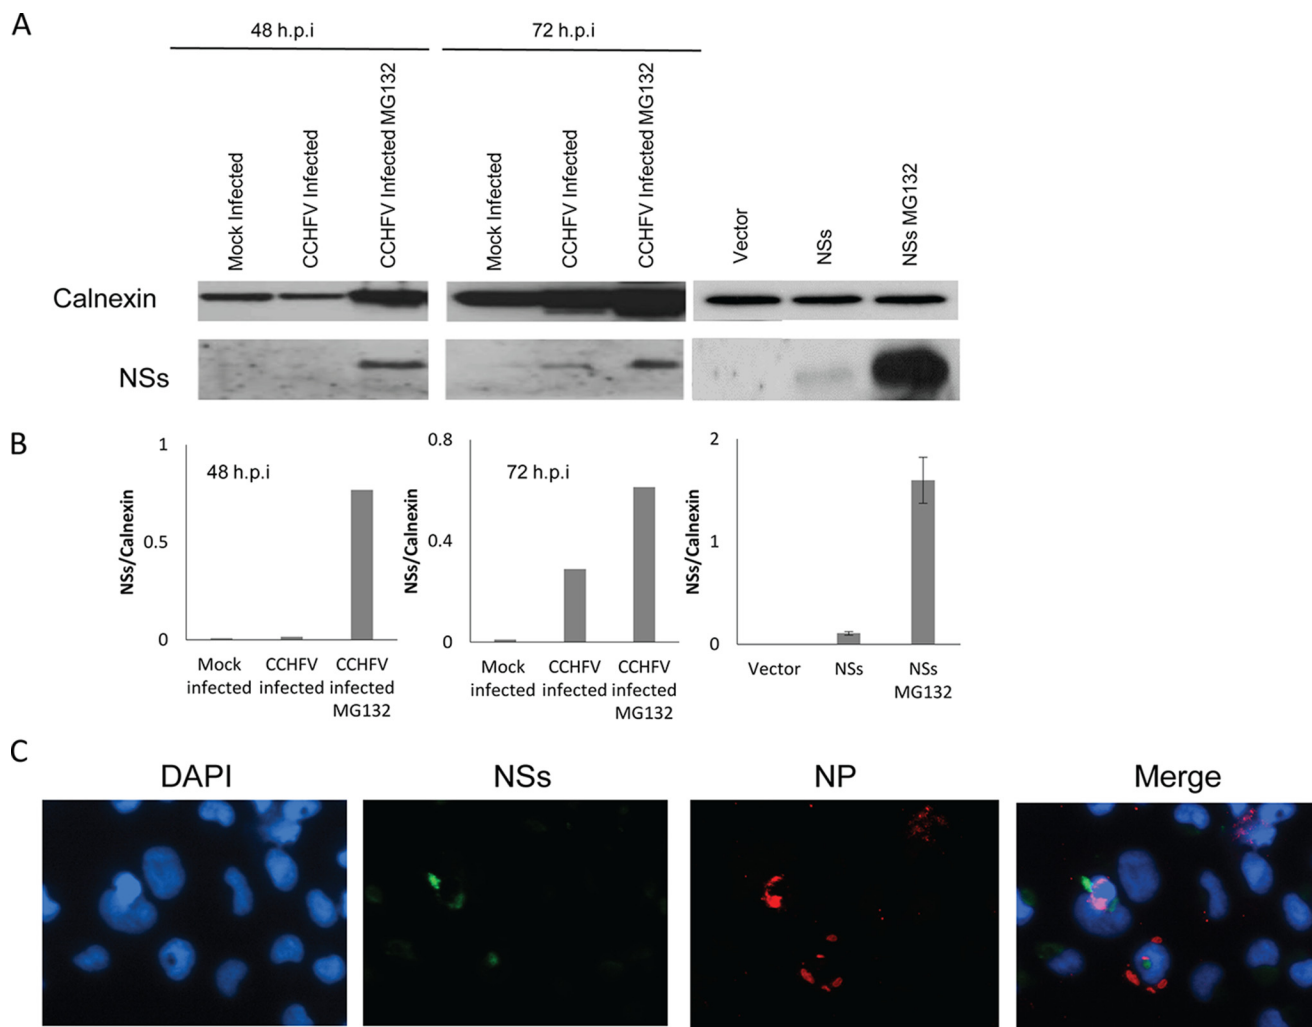 A
48 h.p.i
72 h.p.i
Mock Infected
CCHFV Infected
CCHFV Infected MG132
Mock Infected
CCHFV Infected
CCHFV Infected MG132
Vector
NSs
NSs MG132
Calnexin
NSs
B
NSs/Calnexin
1
0.5
0
48 h.p.i
Mock infected
CCHFV infected
CCHFV infected MG132
NSs/Calnexin
0.8
0.4
0
72 h.p.i
Mock infected
CCHFV infected
CCHFV infected MG132
NSs/Calnexin
2
1
0
Vector
NSs
NSs MG132
C
DAPI
NSs
NP
Merge